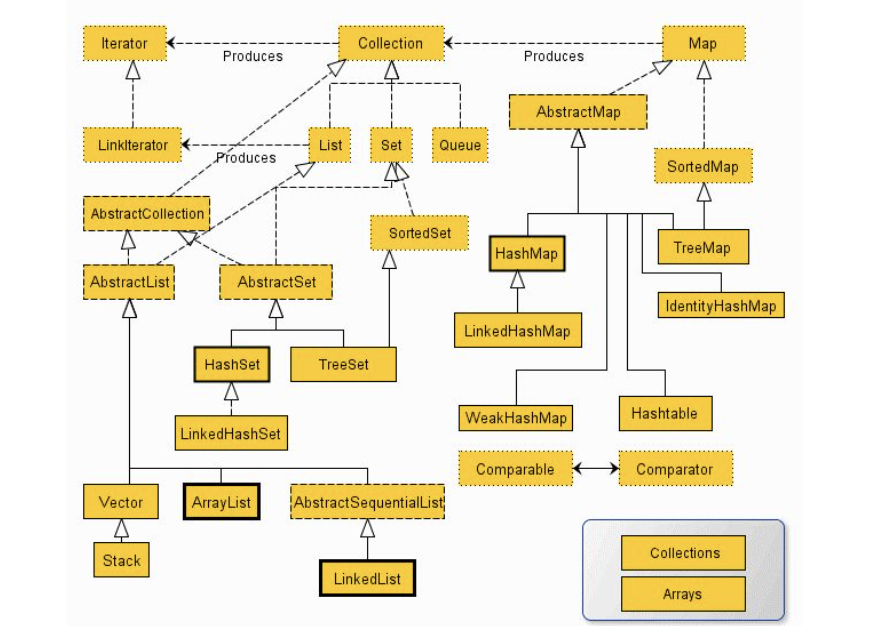 Iterator
Collection
Map
Produces
Produces
AbstractMap
LinkIterator
List
Set
Queue
Produces
SortedMap
AbstractCollection
SortedSet
HashMap
TreeMap
AbstractList
AbstractSet
IdentityHashMap
LinkedHashMap
HashSet
TreeSet
WeakHashMap
Hashtable
LinkedHashSet
Comparable
Comparator
Vector
ArrayList
AbstractSequentialList
Collections
Stack
LinkedList
Arrays